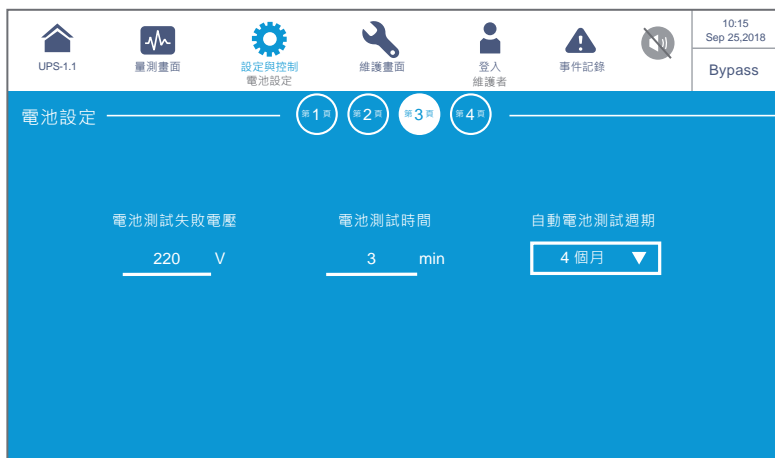 10:15
Sep 25,2018
UPS-1.1
量測畫面
設定與控制
電池設定
維護畫面
登入
維護者
事件記錄
Bypass
電池設定
第1頁 第2頁 第3頁 第4頁
電池測試失敗電壓 電池測試時間 自動電池測試週期
220 V 3 min 4 個月